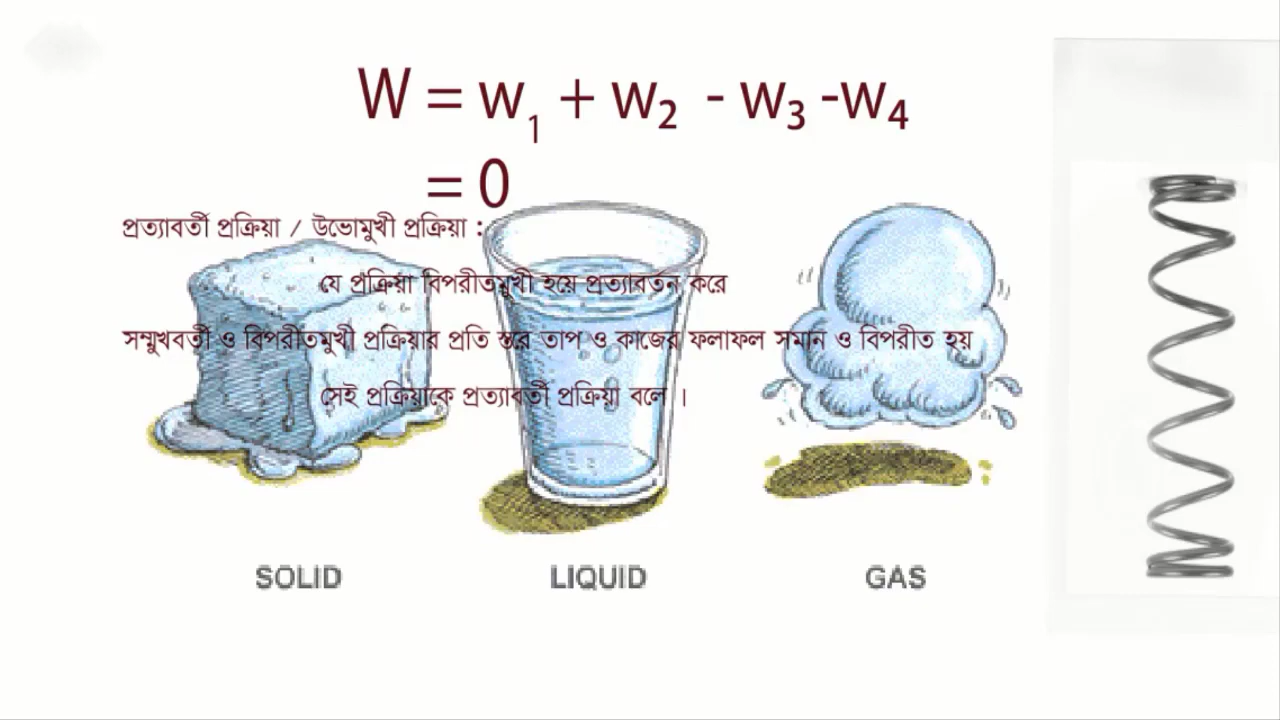 W = w₁ + w₂ - w₃ -w₄
= 0
প্রত্যাবর্তী প্রক্রিয়া / উভোমুখী প্রক্রিয়া :
যে প্রক্রিয়া বিপরীতমুখী হয়ে প্রত্যাবর্তন করে
সম্মুখবর্তী ও বিপরীতমুখী প্রক্রিয়ার প্রতি স্তর তাপ ও কাজের ফলাফল সমান ও বিপরীত হয়
সেই প্রক্রিয়াকে প্রত্যাবর্তী প্রক্রিয়া বলে ।
SOLID LIQUID GAS